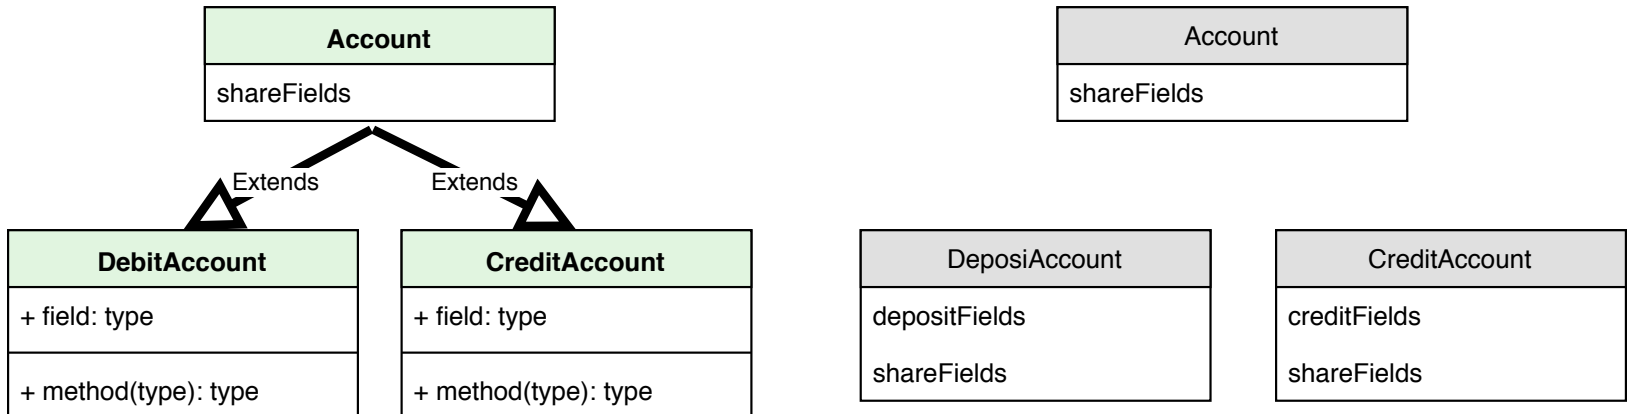 Account
shareFields
Extends
Extends
DebitAccount
+ field: type
+ method(type): type
CreditAccount
+ field: type
+ method(type): type
Account
shareFields
DeposiAccount
depositFields
shareFields
CreditAccount
creditFields
shareFields